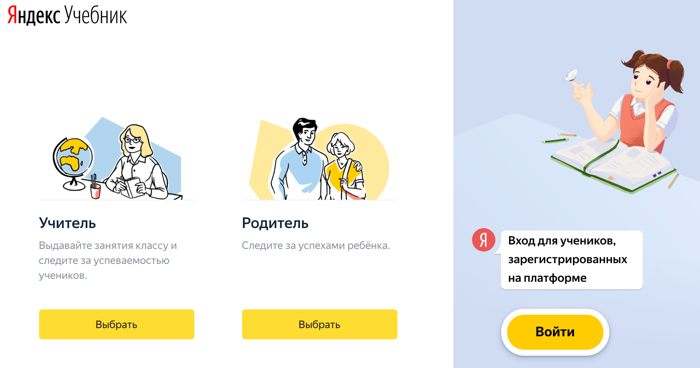 Яндекс Учебник
Учитель
Выдавайте занятия классу и
следите за успеваемостью
учеников.
Выбрать
Родитель
Следите за успехами ребёнка.
Выбрать
Я
Вход для учеников,
зарегистрированных
на платформе
Войти